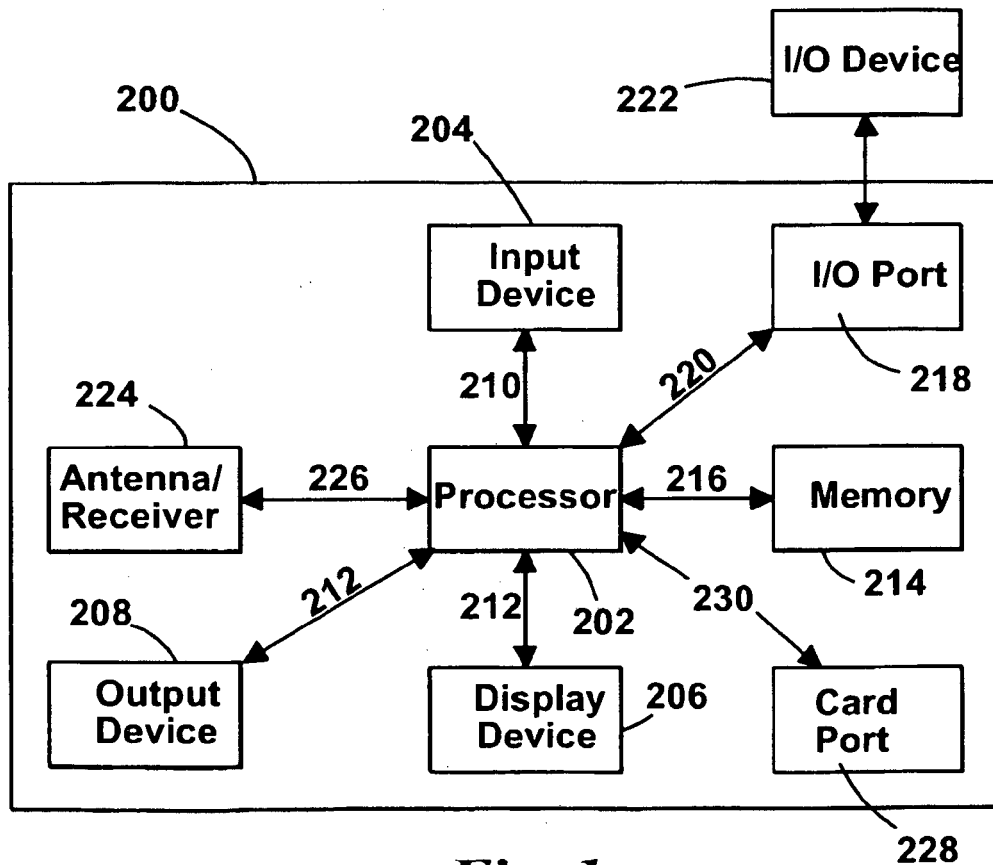 I/O Device
222
200
204
Input
Device
I/O Port
210
220
218
224
Antenna/
Receiver
226
Processor
216
Memory
214
212
212
202
230
208
Output
Device
Display
Device
206
Card
Port
228